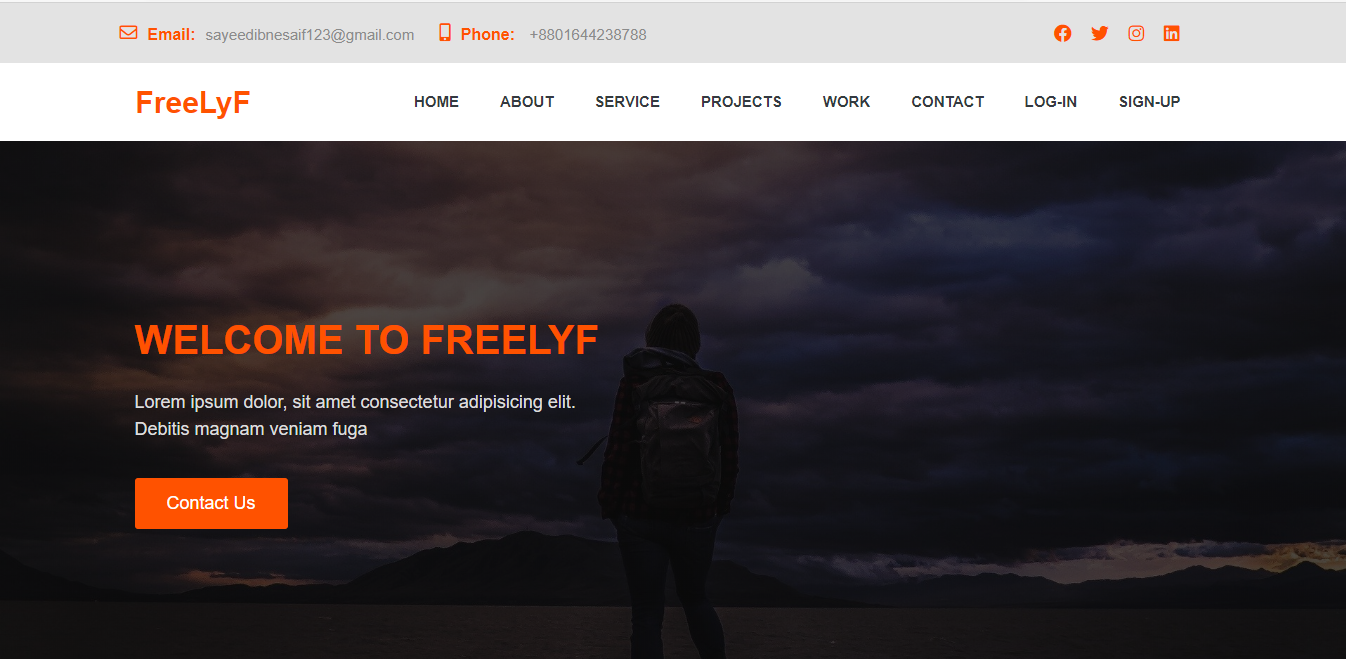 Email: sayeedibnesaif123@gmail.com Phone: +8801644238788
FreeLyF HOME ABOUT SERVICE PROJECTS WORK CONTACT LOG-IN SIGN-UP
WELCOME TO FREELYF
Lorem ipsum dolor, sit amet consectetur adipisicing elit.
Debitis magnam veniam fuga
Contact Us